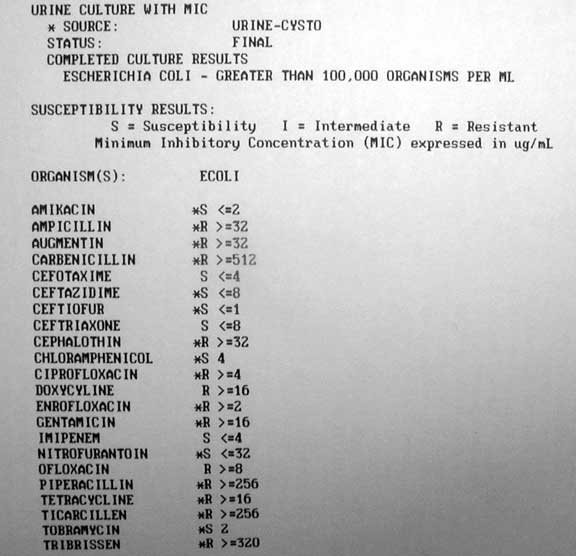 URINE CULTURE WITH MIC
* SOURCE: URINE-CYSTO
STATUS: FINAL
COMPLETED CULTURE RESULTS
ESCHERICHIA COLI - GREATER THAN 100,000 ORGANISMS PER ML
SUSCEPTIBILITY RESULTS:
S = Susceptibility I = Intermediate R = Resistant
Minimum Inhibitory Concentration (MIC) expressed in ug/mL
ORGANISM(S): ECOLI
AMIKACIN *S <=2
AMPICILLIN *R >=32
AUGMENTIN *R >=32
CARBENICILLIN *R >=512
CEFOTAXIME S <=4
CEFTAZIDIME *S <=8
CEFTIOFUR *S <=1
CEFTRIAXONE S <=8
CEPHALOTHIN *R >=32
CHLORAMPHENICOL *S 4
CIPROFLOXACIN *R >=4
DOXYCYLINE R >=16
ENROFLOXACIN *R >=2
GENTAMICIN *R >=16
IMIPENEM S <=4
NITROFURANTOIN *S <=32
OFLOXACIN R >=8
PIPERACILLIN *R >=256
TETRACYCLINE *R >=16
TICARCILLEN *R >=256
TOBRAMYCIN *S 2
TRIBRISSEN *R >=320